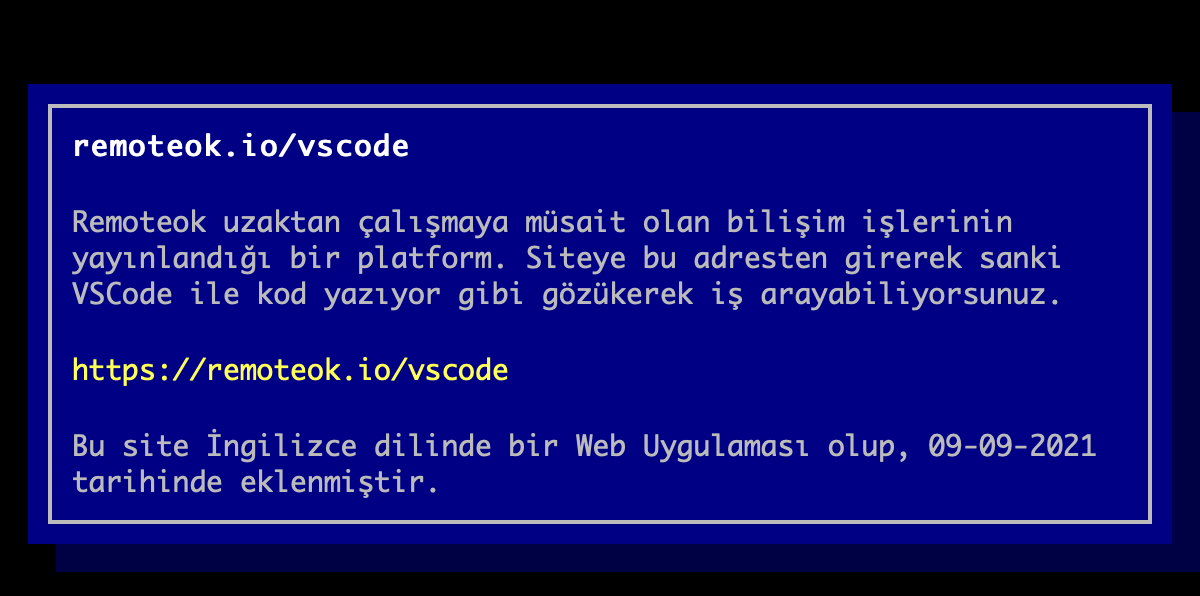 remoteok.io/vscode
Remoteok uzaktan çalışmaya müsait olan bilişim işlerinin
yayınlandığı bir platform. Siteye bu adresten girerek sanki
VSCode ile kod yazıyor gibi gözükerek iş arayabiliyorsunuz.
https://remoteok.io/vscode
Bu site İngilizce dilinde bir Web Uygulaması olup, 09-09-2021
tarihinde eklenmiştir.